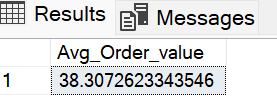 Results Messages
Avg_Order_value
1 38.3072623343546